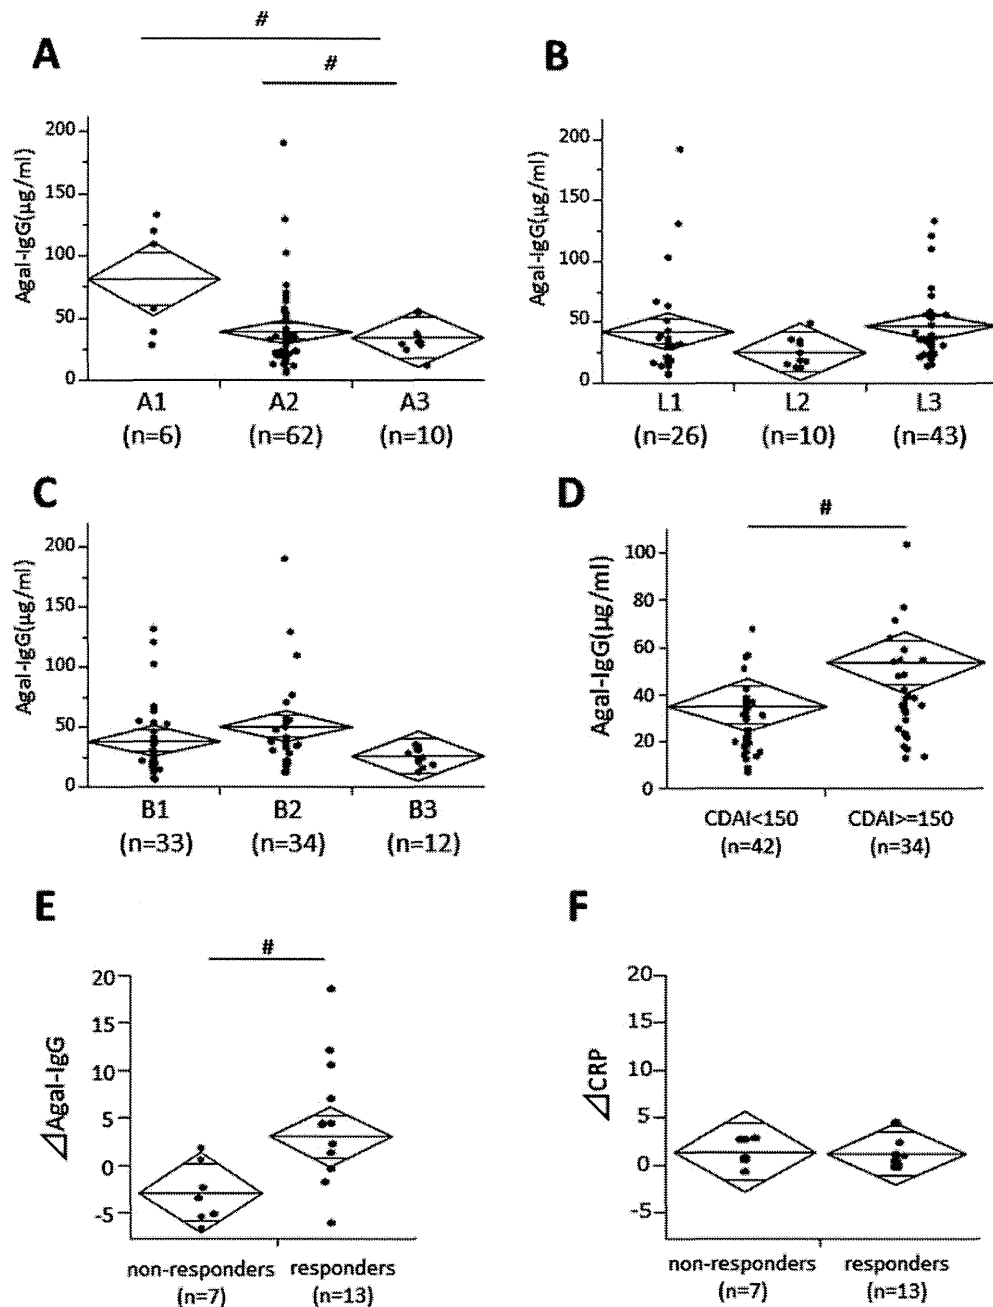 A
#
#
Agal-IgG(μg/ml)
200
150
100
50
0
A1
(n=6)
A2
(n=62)
A3
(n=10)
B
Agal-IgG(μg/ml)
200
150
100
50
0
L1
(n=26)
L2
(n=10)
L3
(n=43)
C
Agal-IgG(μg/ml)
200
150
100
50
0
B1
(n=33)
B2
(n=34)
B3
(n=12)
D
#
Agal-IgG(μg/ml)
100
80
60
40
20
0
CDAI<150
(n=42)
CDAI>=150
(n=34)
E
#
⊿Agal-IgG
20
15
10
5
0
-5
non-responders
(n=7)
responders
(n=13)
F
⊿CRP
20
15
10
5
0
-5
non-responders
(n=7)
responders
(n=13)